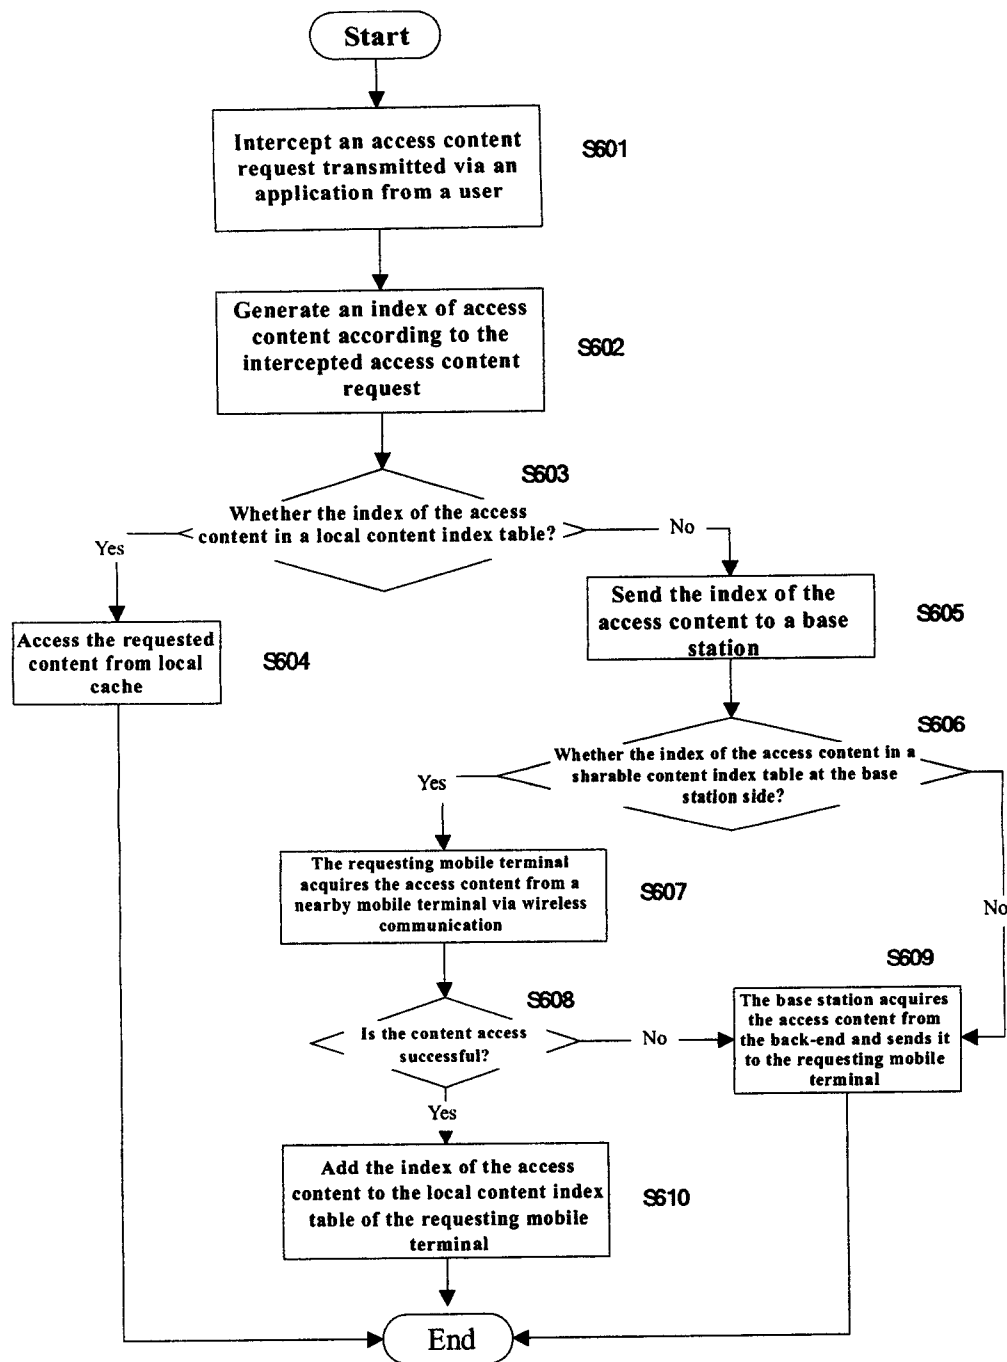 Start
Intercept an access content
request transmitted via an
application from a user
S601
Generate an index of access
content according to the
intercepted access content
request
S602
S603
Whether the index of the access
content in a local content index table?
Yes
No
Access the requested
content from local
cache
S604
Send the index of the
access content to a base
station
S605
S606
Whether the index of the access content in a
sharable content index table at the base
station side?
Yes
No
The requesting mobile terminal
acquires the access content from a
nearby mobile terminal via wireless
communication
S607
S608
Is the content access
successful?
No
Yes
S609
The base station acquires
the access content from
the back-end and sends it
to the requesting mobile
terminal
Add the index of the access
content to the local content index
table of the requesting mobile
terminal
S610
End